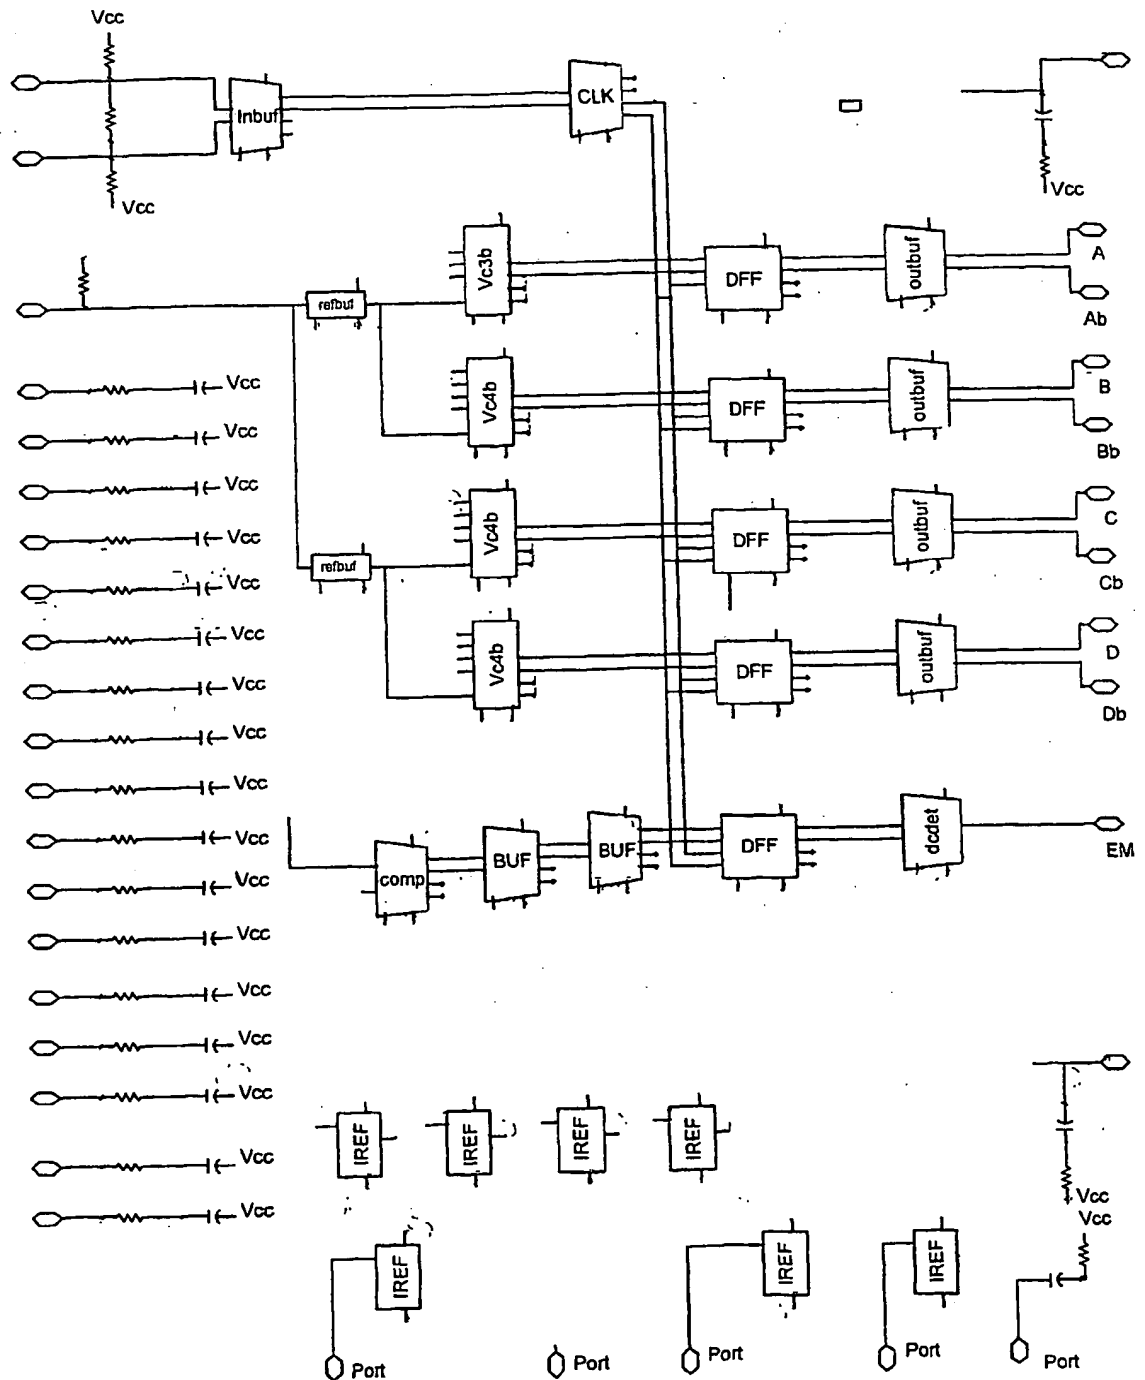 Vcc
Inbuf
CLK
Vcc
Vcc
Vc3b
DFF
outbuf
A
Ab
refbuf
Vcc
Vc4b
DFF
outbuf
B
Bb
Vcc
Vcc
Vc4b
DFF
outbuf
C
Cb
Vcc
refbuf
Vcc
Vcc
Vc4b
DFF
outbuf
D
Db
Vcc
Vcc
Vcc
Vcc
comp
BUF
BUF
DFF
dcdet
EM
Vcc
Vcc
Vcc
Vcc
Vcc
IREF
IREF
IREF
IREF
Vcc
Vcc
Vcc
Vcc
Vcc
IREF
IREF
IREF
Port
Port
Port
Port
Port